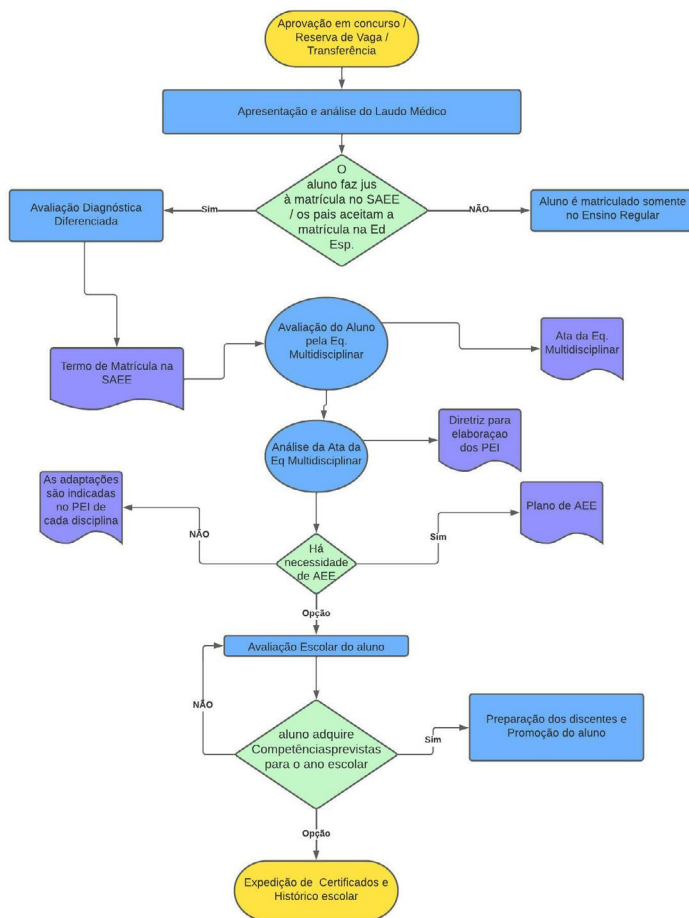 Aprovação em concurso /
Reserva de Vaga /
Transferência
Apresentação e análise do Laudo Médico
O
aluno faz jus
à matrícula no SAEE
/ os pais aceitam a
matrícula na Ed
Esp.
Sim
NÃO
Avaliação Diagnóstica
Diferenciada
Aluno é matriculado somente
no Ensino Regular
Avaliação do Aluno
pela Eq.
Multidisciplinar
Ata da Eq.
Multidisciplinar
Termo de Matrícula na
SAEE
Diretriz para
elaboraçao
dos PEI
Análise da Ata da
Eq Multidisciplinar
As adaptações
são indicadas
no PEI de
cada disciplina
Plano de AEE
NÃO
Sim
Há
necessidade
de AEE
Opção
Avaliação Escolar do aluno
NÃO
aluno adquire
Competênciasprevistas
para o ano escolar
Sim
Preparação dos discentes e
Promoção do aluno
Opção
Expedição de Certificados e
Histórico escolar